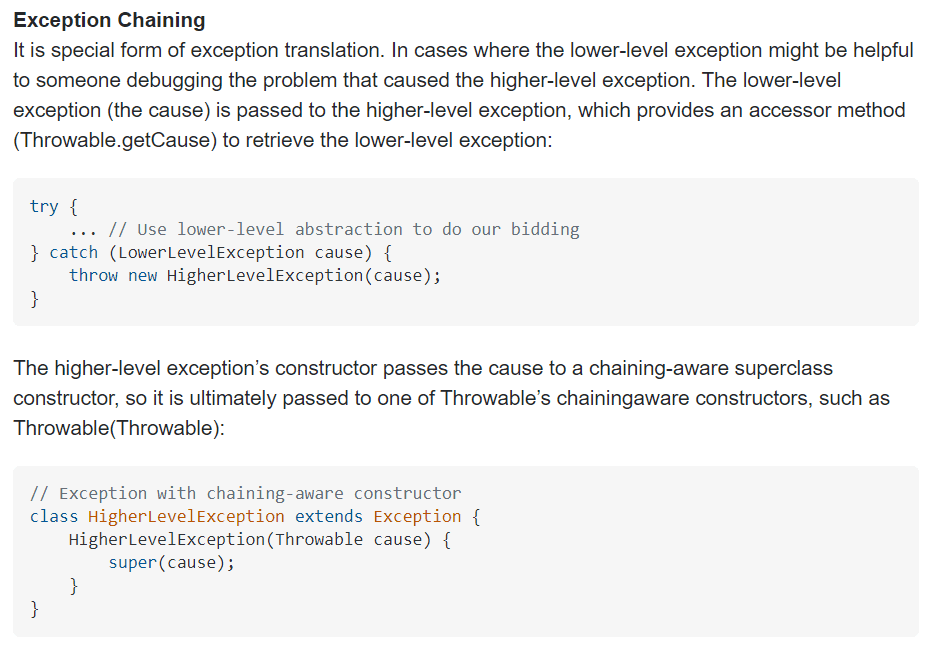 Exception Chaining
It is special form of exception translation. In cases where the lower-level exception might be helpful
to someone debugging the problem that caused the higher-level exception. The lower-level
exception (the cause) is passed to the higher-level exception, which provides an accessor method
(Throwable.getCause) to retrieve the lower-level exception:
try {
    ... // Use lower-level abstraction to do our bidding
} catch (LowerLevelException cause) {
    throw new HigherLevelException(cause);
}
The higher-level exception’s constructor passes the cause to a chaining-aware superclass
constructor, so it is ultimately passed to one of Throwable’s chainingaware constructors, such as
Throwable(Throwable):
// Exception with chaining-aware constructor
class HigherLevelException extends Exception {
    HigherLevelException(Throwable cause) {
        super(cause);
    }
}